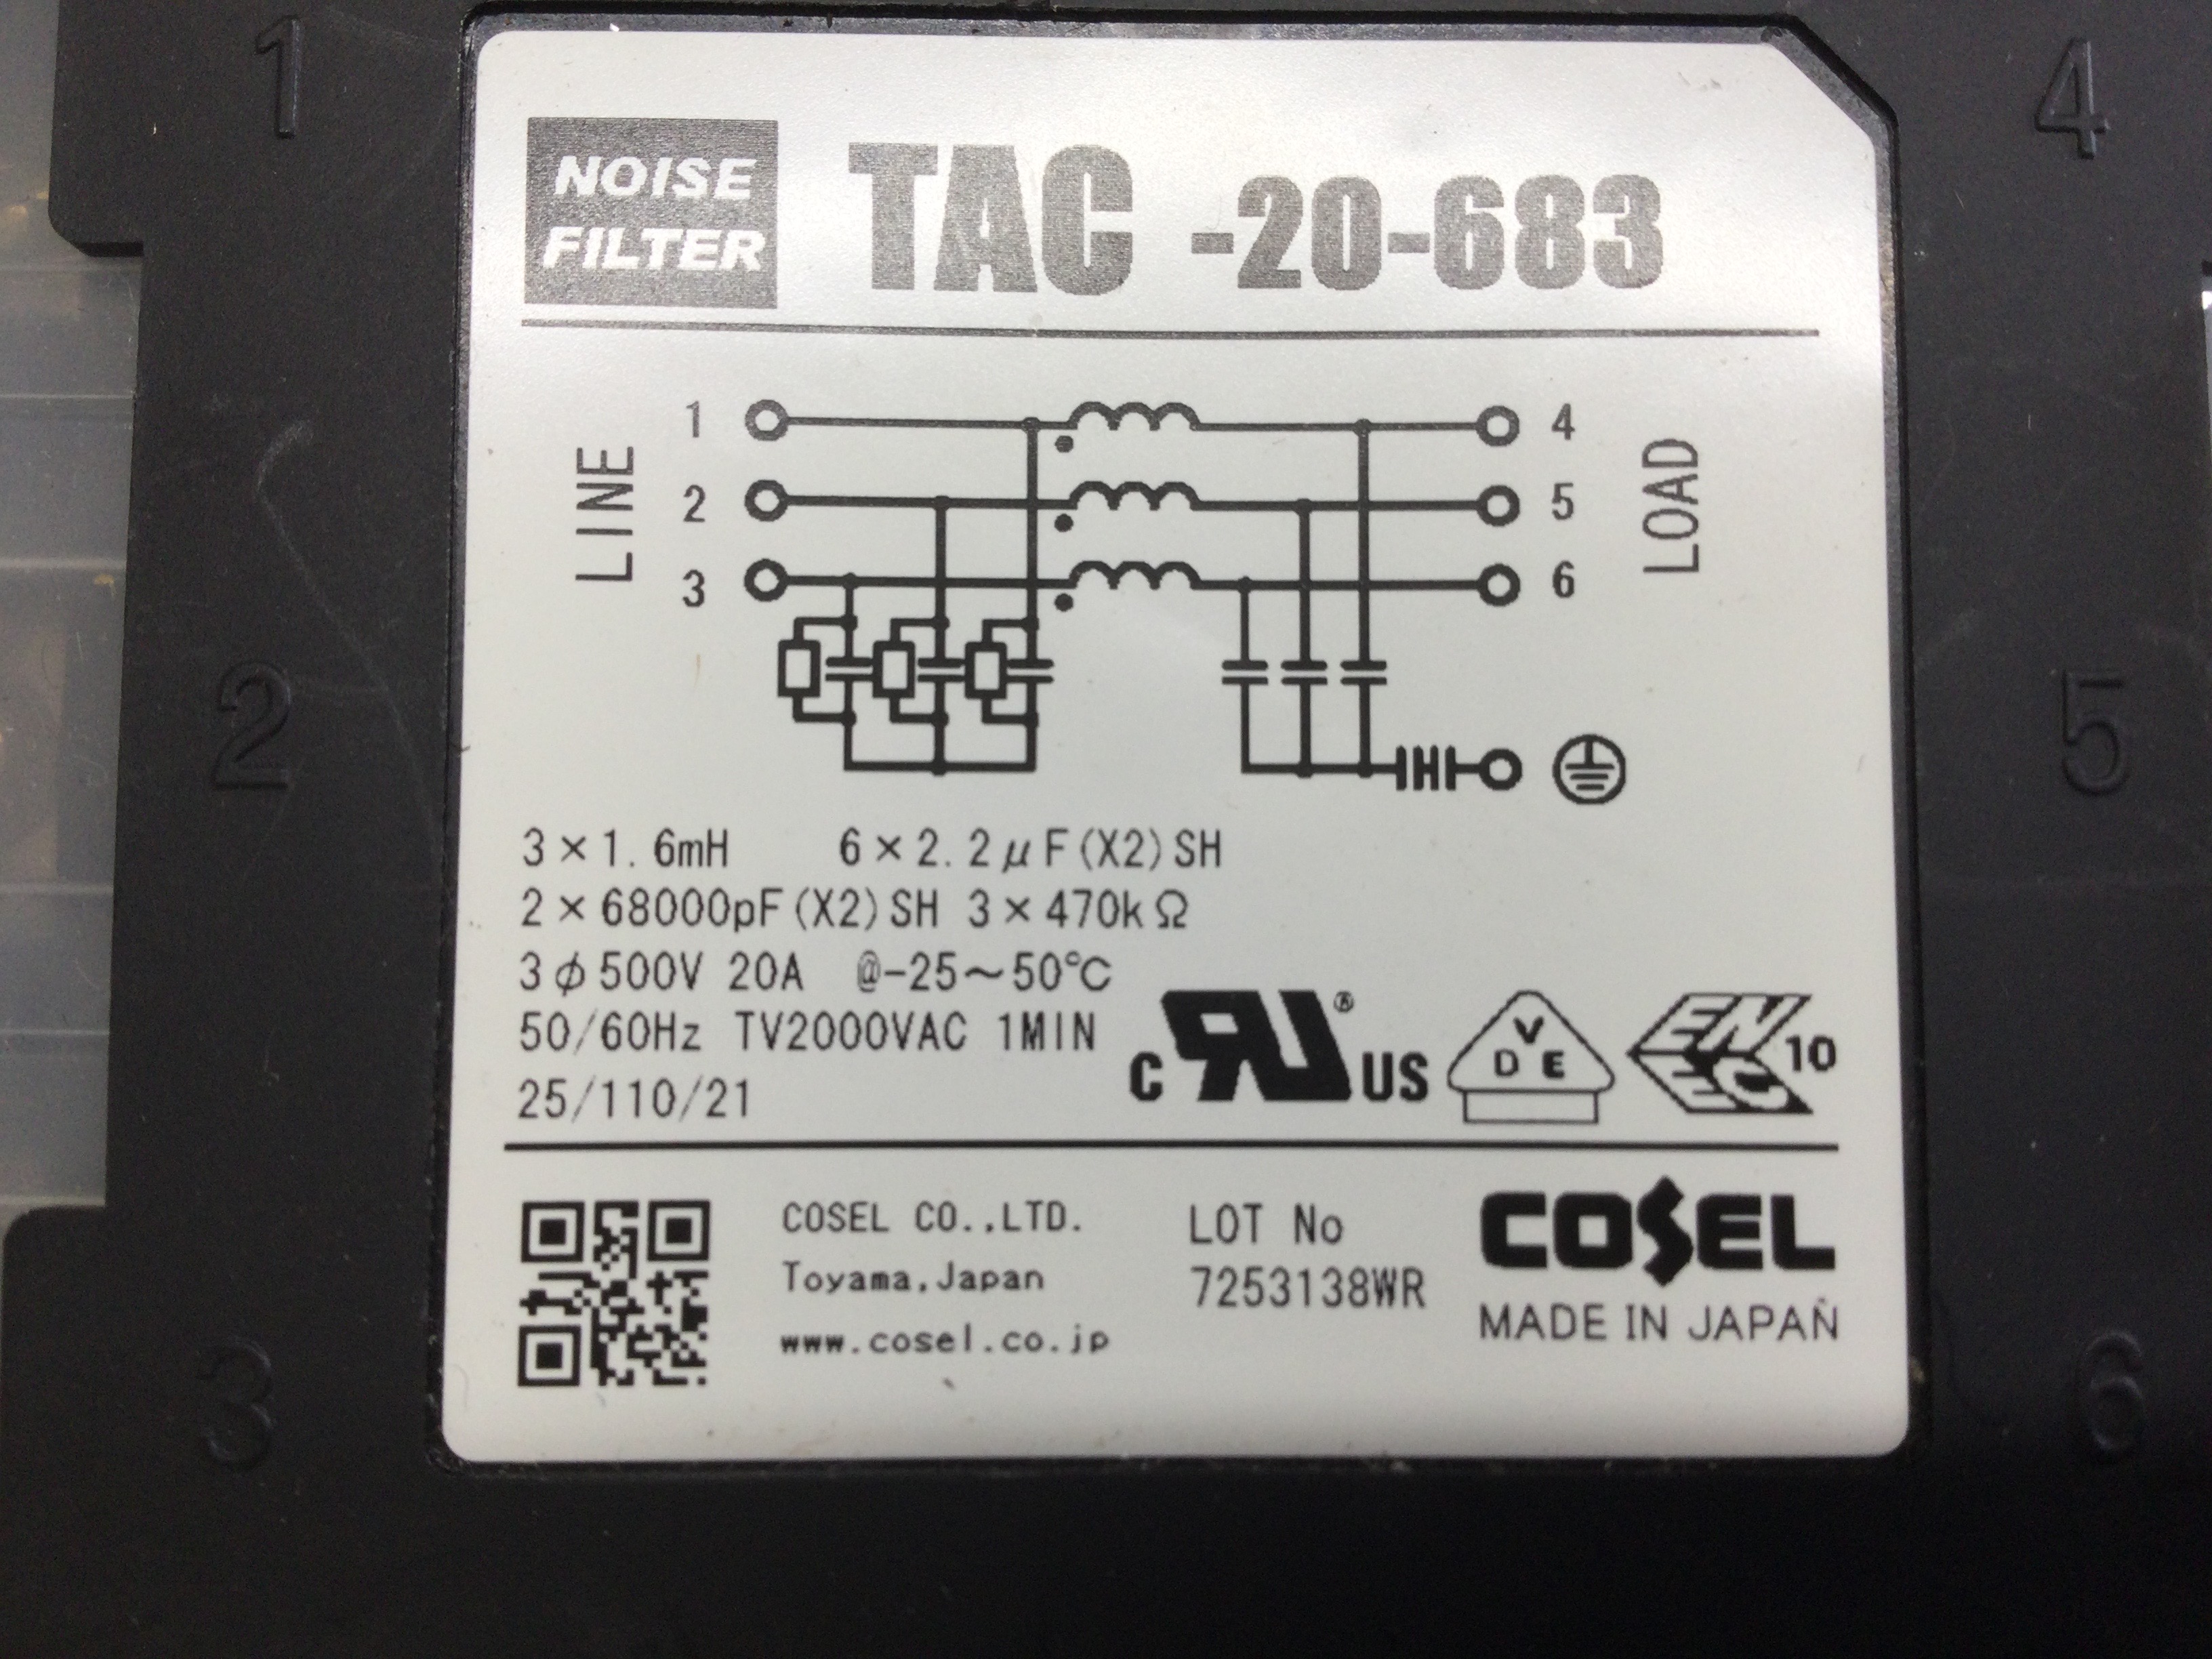 1
4
NOISE
FILTER
TAC -20-683
LINE
1
2
3
4
5
6
LOAD
2
5
3×1.6mH 6×2.2μF(X2)SH
2×68000pF(X2)SH 3×470kΩ
3φ500V 20A @-25~50℃
50/60Hz TV2000VAC 1MIN
25/110/21
c RU ® US
V
D E
EN
EC
10
COSEL CO.,LTD.
Toyama,Japan
www.cosel.co.jp
LOT No
7253138WR
COSEL
MADE IN JAPAN
3
6